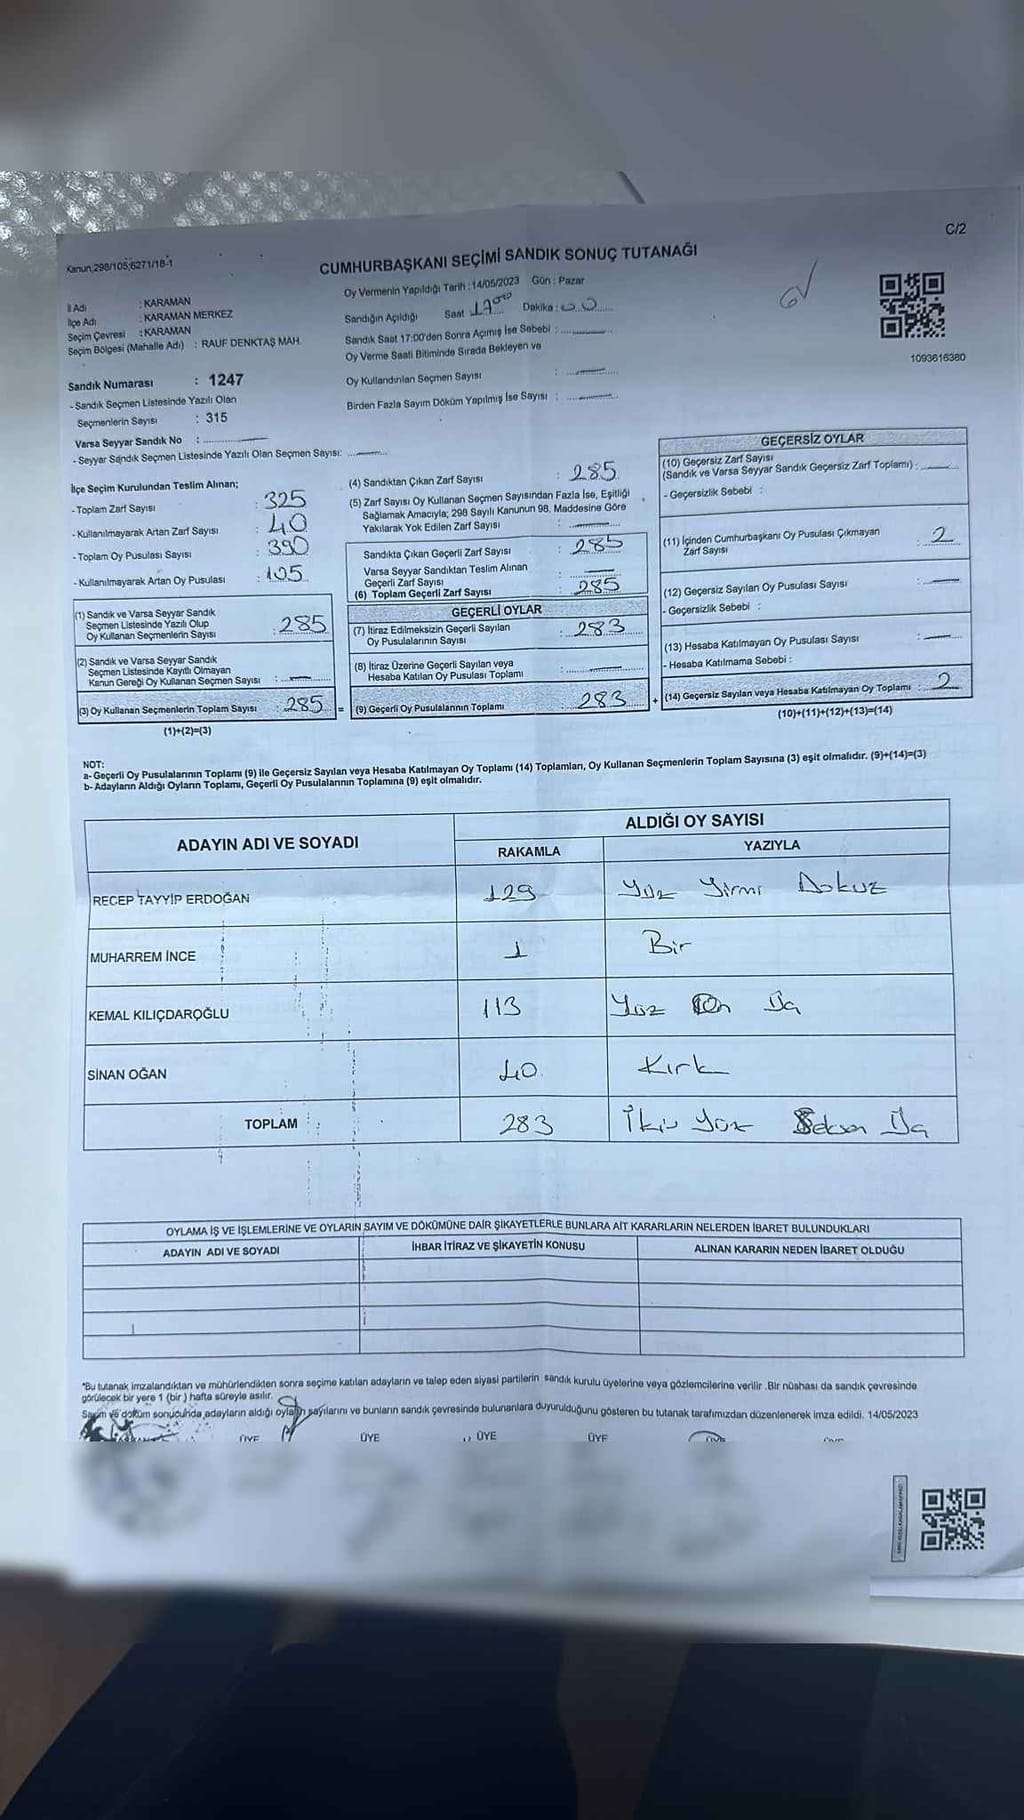 C/2
Kanun;298/105;6271/18-1
CUMHURBAŞKANI SEÇİMİ SANDIK SONUÇ TUTANAĞI
İl Adı : KARAMAN
İlçe Adı : KARAMAN MERKEZ
Seçim Çevresi : KARAMAN
Seçim Bölgesi (Mahalle Adı) : RAUF DENKTAŞ MAH.
Oy Vermenin Yapıldığı Tarih : 14/05/2023 Gün : Pazar
Sandığın Açıldığı Saat 17⁰⁰ Dakika : 00
Sandık Saat 17:00'den Sonra Açımış İse Sebebi :
Oy Verme Saati Bitiminde Sırada Bekleyen ve
Oy Kullandırılan Seçmen Sayısı : —
Birden Fazla Sayım Döküm Yapılmış İse Sayısı : —
1093616380
Sandık Numarası : 1247
- Sandık Seçmen Listesinde Yazılı Olan
Seçmenlerin Sayısı : 315
Varsa Seyyar Sandık No : —
- Seyyar Sandık Seçmen Listesinde Yazılı Olan Seçmen Sayısı: —
İlçe Seçim Kurulundan Teslim Alınan;
- Toplam Zarf Sayısı : 325
- Kullanılmayarak Artan Zarf Sayısı : 40
- Toplam Oy Pusulası Sayısı : 390
- Kullanılmayarak Artan Oy Pusulası : 105
(1) Sandık ve Varsa Seyyar Sandık
Seçmen Listesinde Yazılı Olup
Oy Kullanan Seçmenlerin Sayısı : 285
(2) Sandık ve Varsa Seyyar Sandık
Seçmen Listesinde Kayıtlı Olmayan
Kanun Gereği Oy Kullanan Seçmen Sayısı : —
(3) Oy Kullanan Seçmenlerin Toplam Sayısı : 285 =
(1)+(2)=(3)
(4) Sandıktan Çıkan Zarf Sayısı : 285
(5) Zarf Sayısı Oy Kullanan Seçmen Sayısından Fazla İse, Eşitliği
Sağlamak Amacıyla; 298 Sayılı Kanunun 98. Maddesine Göre
Yakılarak Yok Edilen Zarf Sayısı : —
Sandıkta Çıkan Geçerli Zarf Sayısı : 285
Varsa Seyyar Sandıktan Teslim Alınan
Geçerli Zarf Sayısı : —
(6) Toplam Geçerli Zarf Sayısı : 285
GEÇERLİ OYLAR
(7) İtiraz Edilmeksizin Geçerli Sayılan
Oy Pusulalarının Sayısı : 283
(8) İtiraz Üzerine Geçerli Sayılan veya
Hesaba Katılan Oy Pusulası Toplamı : —
(9) Geçerli Oy Pusulalarının Toplamı 283 +
GEÇERSİZ OYLAR
(10) Geçersiz Zarf Sayısı
(Sandık ve Varsa Seyyar Sandık Geçersiz Zarf Toplamı) : —
- Geçersizlik Sebebi :
(11) İçinden Cumhurbaşkanı Oy Pusulası Çıkmayan
Zarf Sayısı : 2
(12) Geçersiz Sayılan Oy Pusulası Sayısı : —
- Geçersizlik Sebebi :
(13) Hesaba Katılmayan Oy Pusulası Sayısı : —
- Hesaba Katılmama Sebebi :
(14) Geçersiz Sayılan veya Hesaba Katılmayan Oy Toplamı : 2
(10)+(11)+(12)+(13)=(14)
NOT:
a- Geçerli Oy Pusulalarının Toplamı (9) ile Geçersiz Sayılan veya Hesaba Katılmayan Oy Toplamı (14) Toplamları, Oy Kullanan Seçmenlerin Toplam Sayısına (3) eşit olmalıdır. (9)+(14)=(3)
b- Adayların Aldığı Oyların Toplamı, Geçerli Oy Pusulalarının Toplamına (9) eşit olmalıdır.
ADAYIN ADI VE SOYADI ALDIĞI OY SAYISI
RAKAMLA YAZIYLA
RECEP TAYYİP ERDOĞAN 129 Yüz Yirmi Dokuz
MUHARREM İNCE 1 Bir
KEMAL KILIÇDAROĞLU 113 Yüz On Üç
SİNAN OĞAN 40 Kırk
TOPLAM 283 İki Yüz Seksen Üç
OYLAMA İŞ VE İŞLEMLERİNE VE OYLARIN SAYIM VE DÖKÜMÜNE DAİR ŞİKAYETLERLE BUNLARA AİT KARARLARIN NELERDEN İBARET BULUNDUKLARI
ADAYIN ADI VE SOYADI İHBAR İTİRAZ VE ŞİKAYETİN KONUSU ALINAN KARARIN NEDEN İBARET OLDUĞU
"Bu tutanak imzalandıktan ve mühürlendikten sonra seçime katılan adayların ve talep eden siyasi partilerin sandık kurulu üyelerine veya gözlemcilerine verilir .Bir nüshası da sandık çevresinde
görülecek bir yere 1 (bir ) hafta süreyle asılır.
Sayım ve döküm sonucunda adayların aldığı oyların sayılarını ve bunların sandık çevresinde bulunanlara duyurulduğunu gösteren bu tutanak tarafımızdan düzenlenerek imza edildi. 14/05/2023
ÜYE ÜYE ÜYE ÜYE